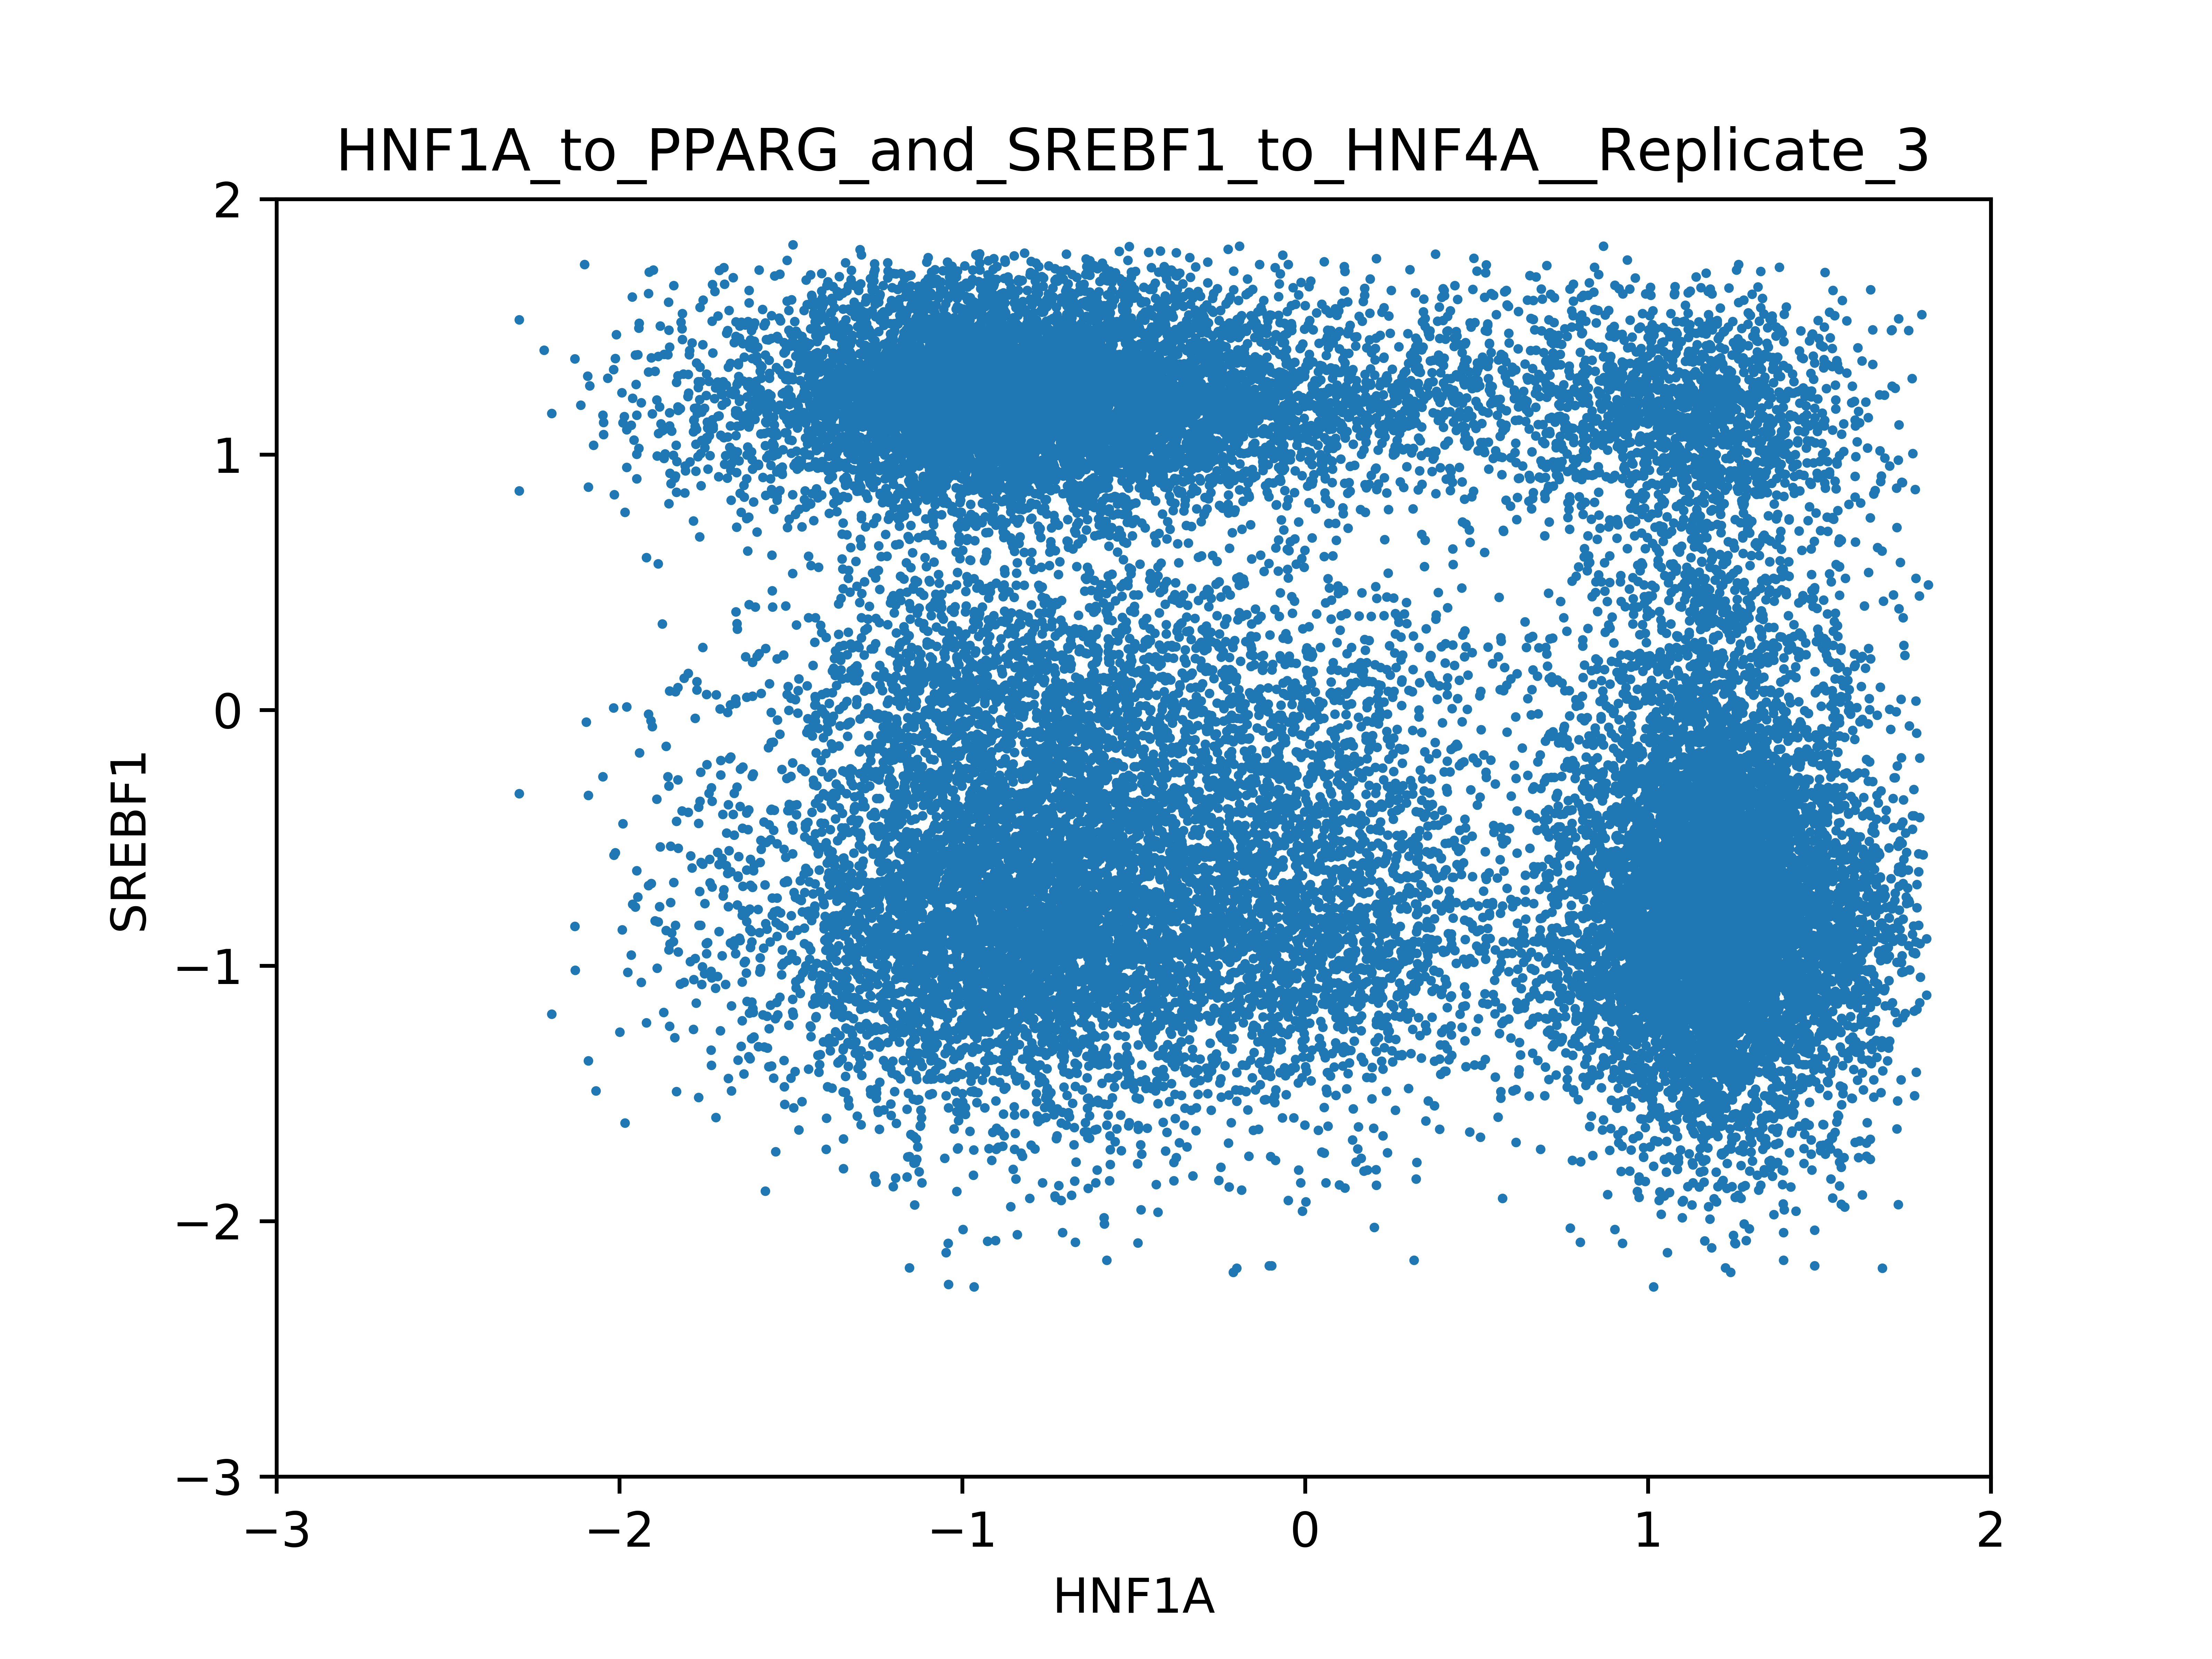 HNF1A_to_PPARG_and_SREBF1_to_HNF4A__Replicate_3
2
1
0
−1
−2
−3
SREBF1
−3 −2 −1 0 1 2
HNF1A